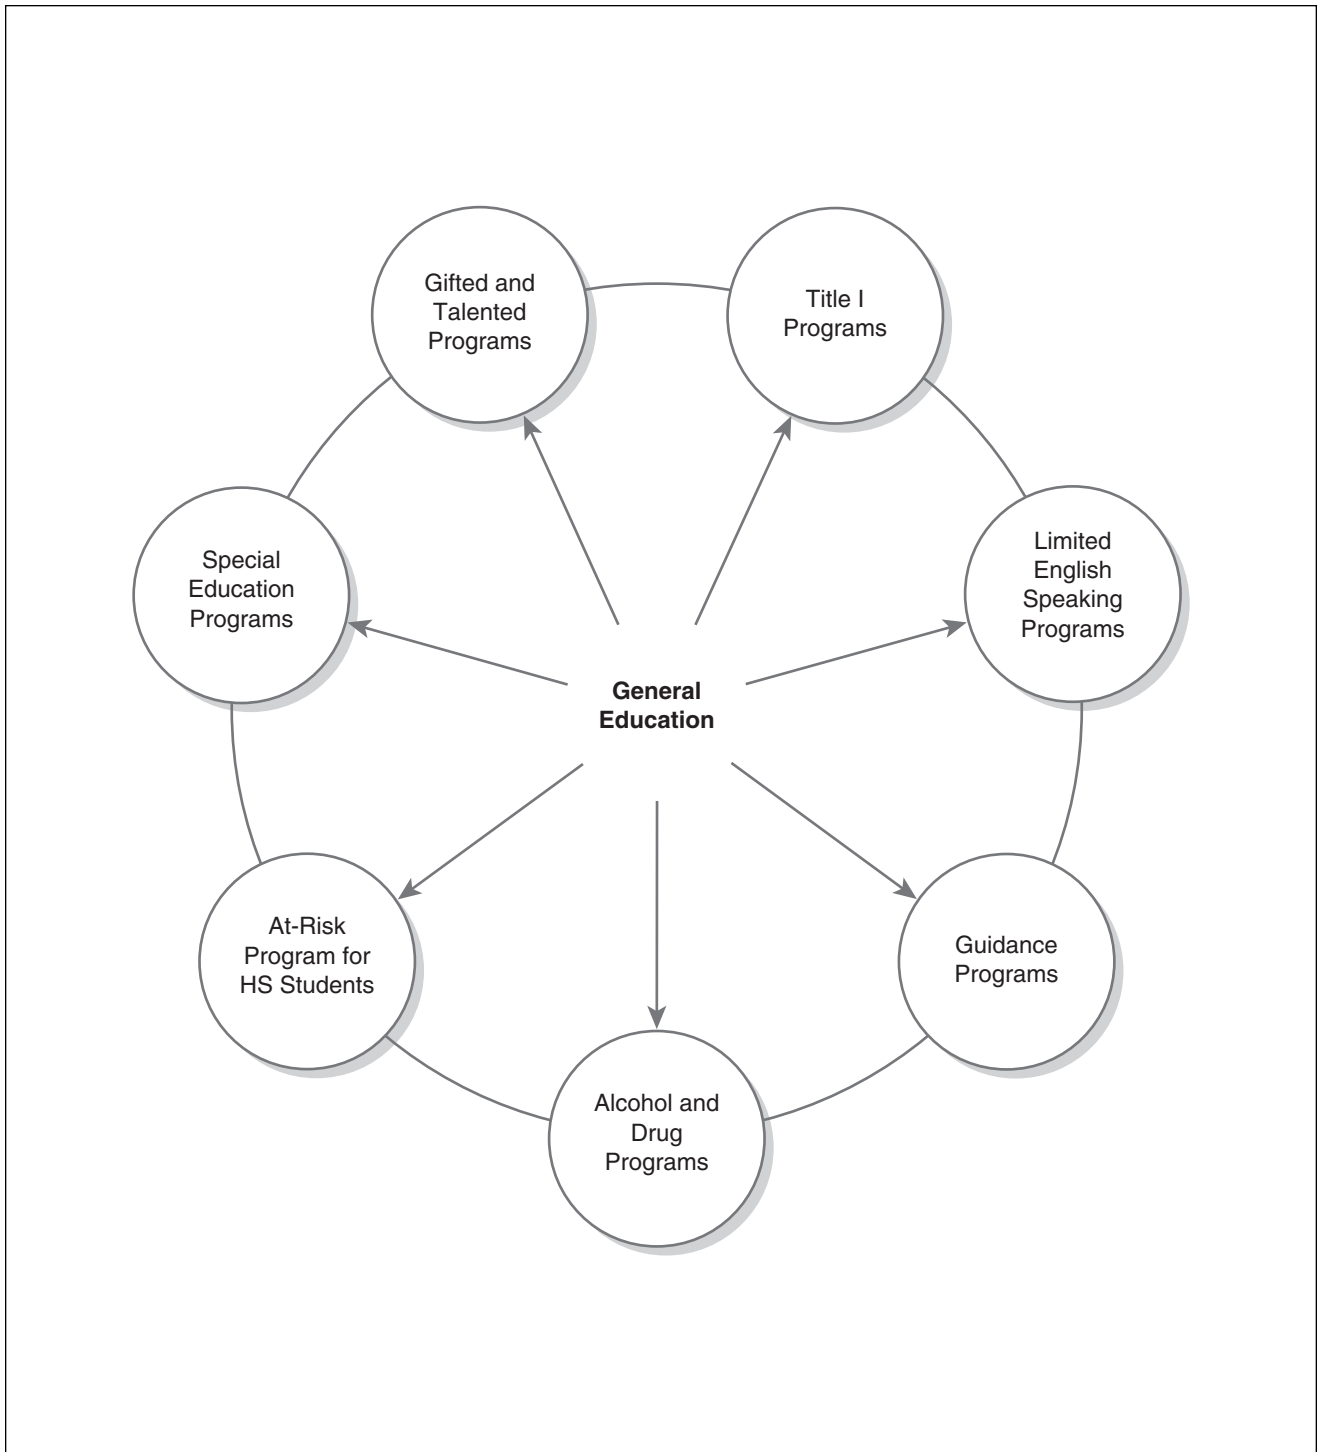 Gifted and
Talented
Programs
Title I
Programs
Limited
English
Speaking
Programs
Special
Education
Programs
General
Education
At-Risk
Program for
HS Students
Guidance
Programs
Alcohol and
Drug
Programs